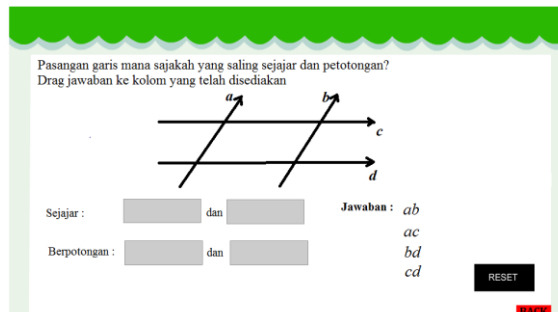 Pasangan garis mana sajakah yang saling sejajar dan petotongan?
Drag jawaban ke kolom yang telah disediakan
a
b
c
d
Sejajar :
dan
Jawaban :
ab
ac
Berpotongan :
dan
bd
cd
RESET
BACK